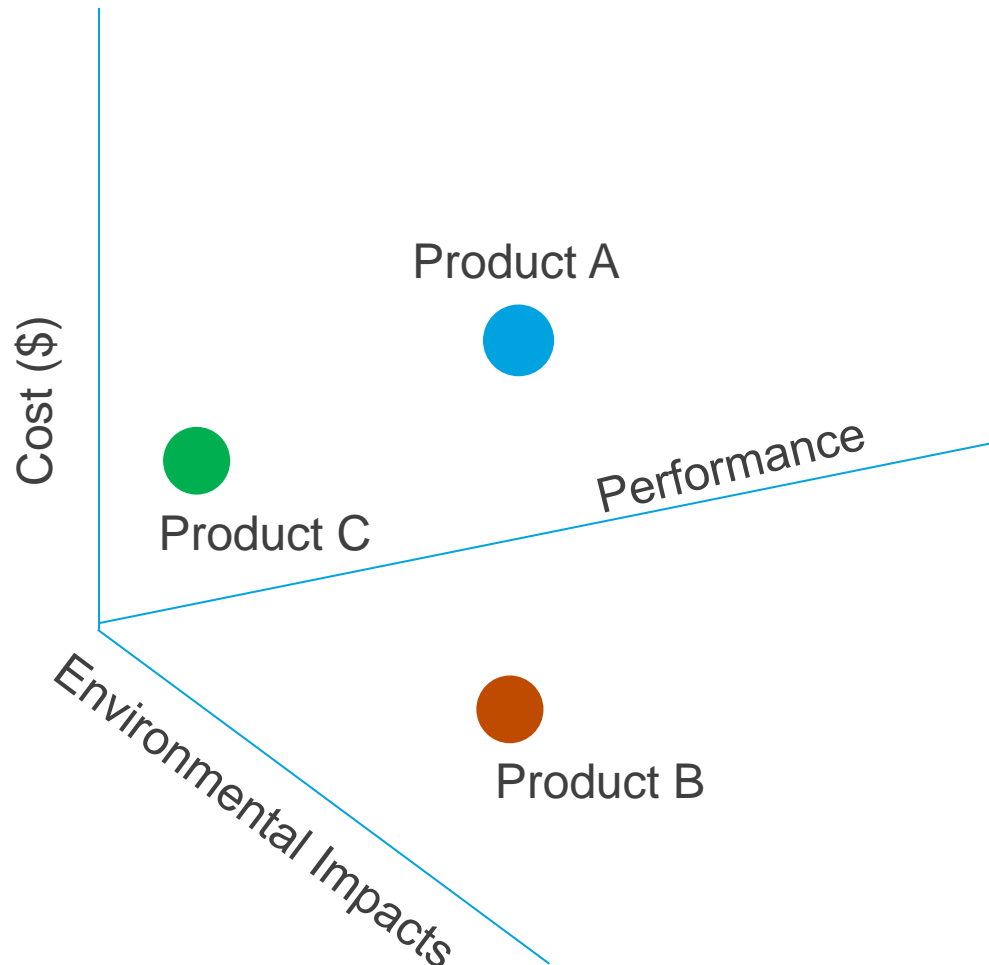 Product A
Cost ($)
Performance
Product C
Environmental Impacts
Product B